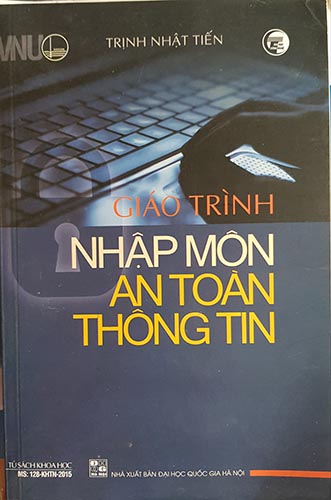 VNU
TRỊNH NHẬT TIẾN
GIÁO TRÌNH
NHẬP MÔN
AN TOÀN
THÔNG TIN
TỦ SÁCH KHOA HỌC
MS: 128-KHTN-2015
NHÀ XUẤT BẢN ĐẠI HỌC QUỐC GIA HÀ NỘI